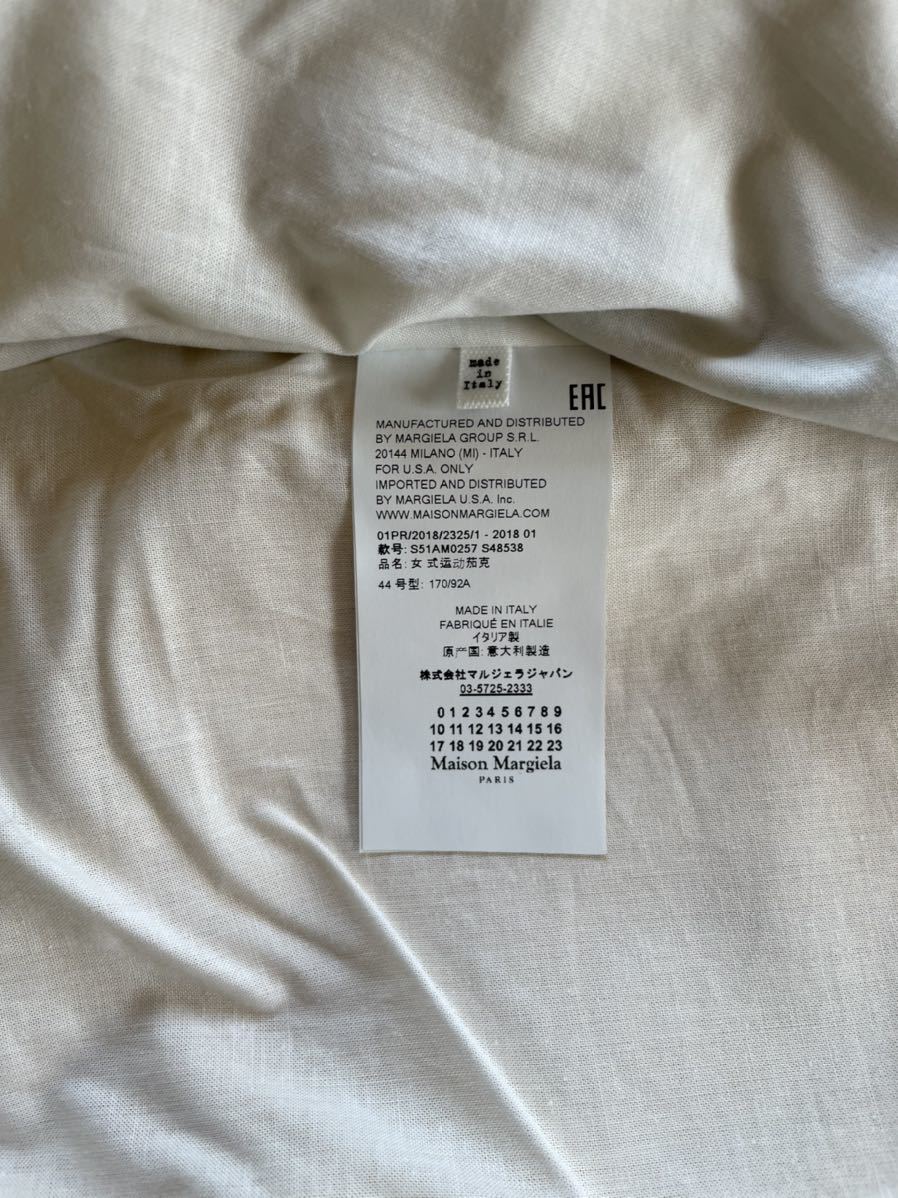 made
in
Italy
EAC
MANUFACTURED AND DISTRIBUTED
BY MARGIELA GROUP S.R.L.
20144 MILANO (MI) - ITALY
FOR U.S.A. ONLY
IMPORTED AND DISTRIBUTED
BY MARGIELA U.S.A. Inc.
WWW.MAISONMARGIELA.COM
01PR/2018/2325/1 - 2018 01
款号: S51AM0257 S48538
品名: 女 式运动茄克
44 号型: 170/92A
MADE IN ITALY
FABRIQUÉ EN ITALIE
イタリア製
原产国: 意大利製造
株式会社マルジェラジャパン
03-5725-2333
0 1 2 3 4 5 6 7 8 9
10 11 12 13 14 15 16
17 18 19 20 21 22 23
Maison Margiela
PARIS